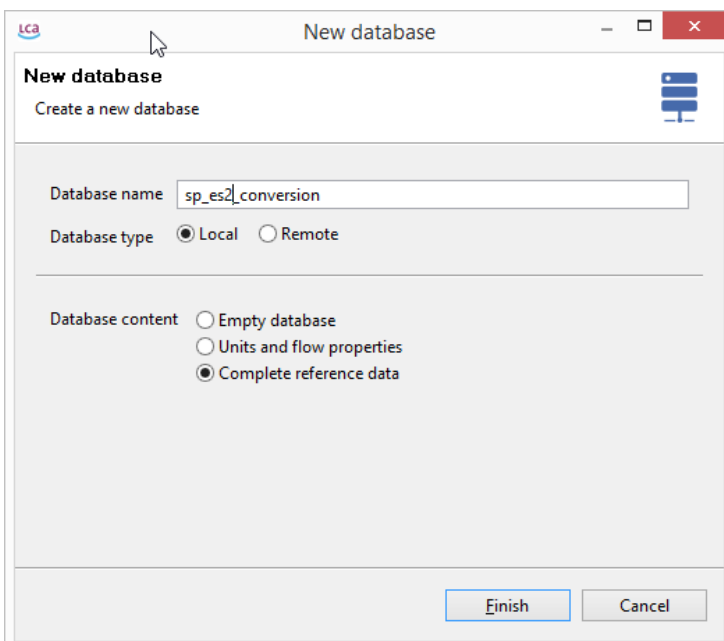 LCA New database
New database
Create a new database
Database name sp_es2_conversion
Database type Local Remote
Database content Empty database
Units and flow properties
Complete reference data
Finish Cancel